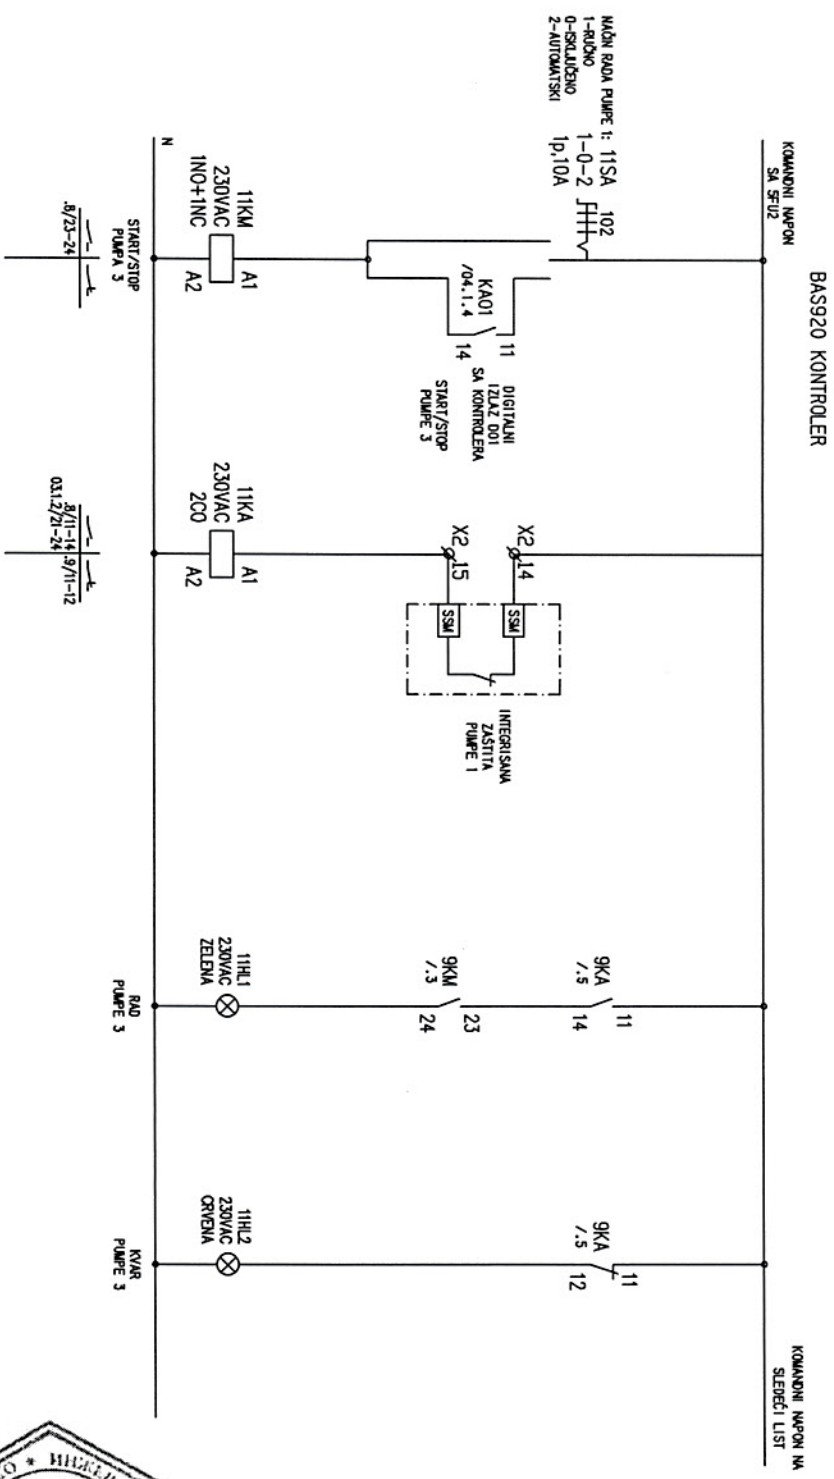 BAS920 KONTROLER
KOMANDNI NAPON
SA 5FU2
NAČIN RADA PUMPE 1:
1-RUČNO
0-ISKLJUČENO
2-AUTOMATSKI
11SA
1-0-2
1p,10A
102
KA01
/04.1.4
11
14
DIGITALNI
IZLAZ DO1
SA KONTROLERA
START/STOP
PUMPE 3
11KM
230VAC
1NO+1NC
A1
A2
N
START/STOP
PUMPA 3
.8/23-24
X2
14
X2
15
SSM
SSM
INTEGRISANA
ZAŠTITA
PUMPE 1
11KA
230VAC
2CO
A1
A2
.8/11-14
.9/11-12
03.1.2/21-24
9KA
/.5
11
14
9KM
/.3
23
24
11HL1
230VAC
ZELENA
RAD
PUMPE 3
9KA
/.5
11
12
11HL2
230VAC
CRVENA
KVAR
PUMPE 3
KOMANDNI NAPON NA
SLEDEĆI LIST